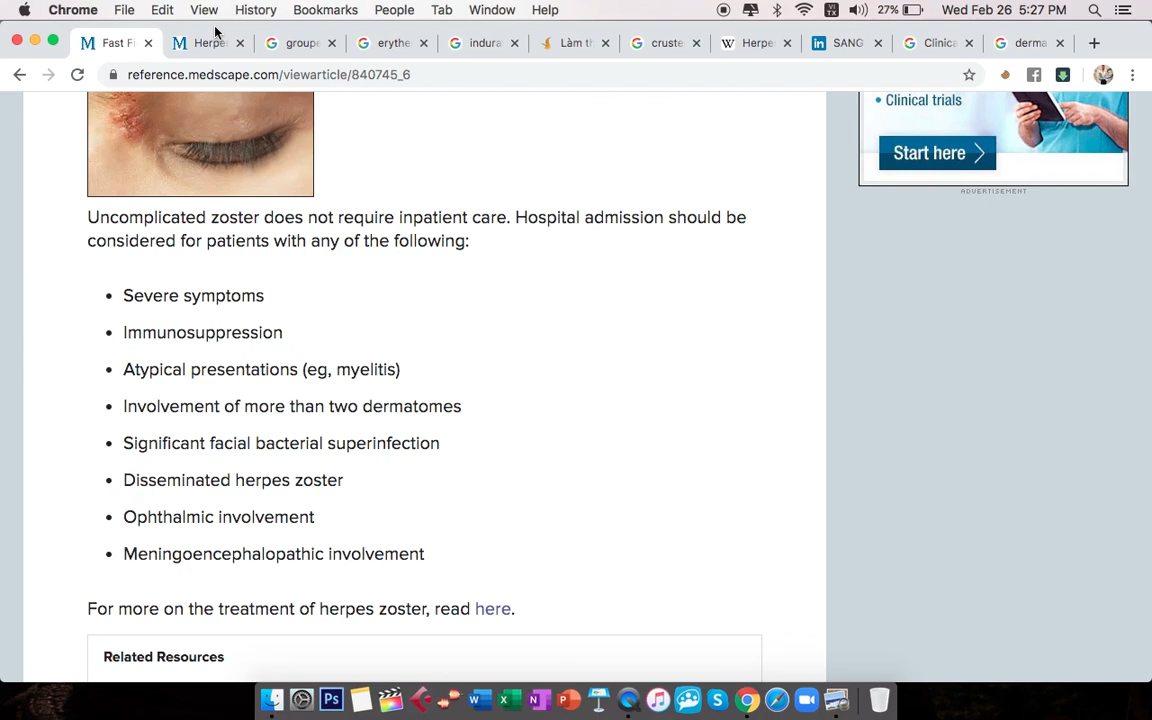 Chrome File Edit View History Bookmarks People Tab Window Help VI TX 27% Wed Feb 26 5:27 PM
Fast Fi Herpe group erythe indura Làm th cruste Herpe SANG Clinica derma
reference.medscape.com/viewarticle/840745_6
• Clinical trials
Start here
ADVERTISEMENT
Uncomplicated zoster does not require inpatient care. Hospital admission should be
considered for patients with any of the following:
• Severe symptoms
• Immunosuppression
• Atypical presentations (eg, myelitis)
• Involvement of more than two dermatomes
• Significant facial bacterial superinfection
• Disseminated herpes zoster
• Ophthalmic involvement
• Meningoencephalopathic involvement
For more on the treatment of herpes zoster, read here.
Related Resources